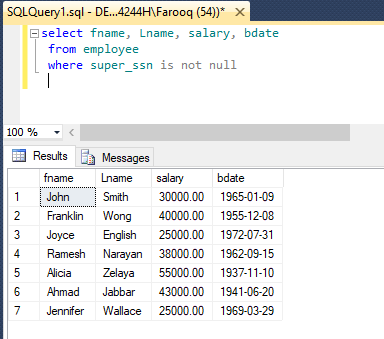 SQLQuery1.sql - DE...4244H\Farooq (54))*
select fname, Lname, salary, bdate
from employee
where super_ssn is not null
100 %
Results Messages
fname Lname salary bdate
1 John Smith 30000.00 1965-01-09
2 Franklin Wong 40000.00 1955-12-08
3 Joyce English 25000.00 1972-07-31
4 Ramesh Narayan 38000.00 1962-09-15
5 Alicia Zelaya 55000.00 1937-11-10
6 Ahmad Jabbar 43000.00 1941-06-20
7 Jennifer Wallace 25000.00 1969-03-29